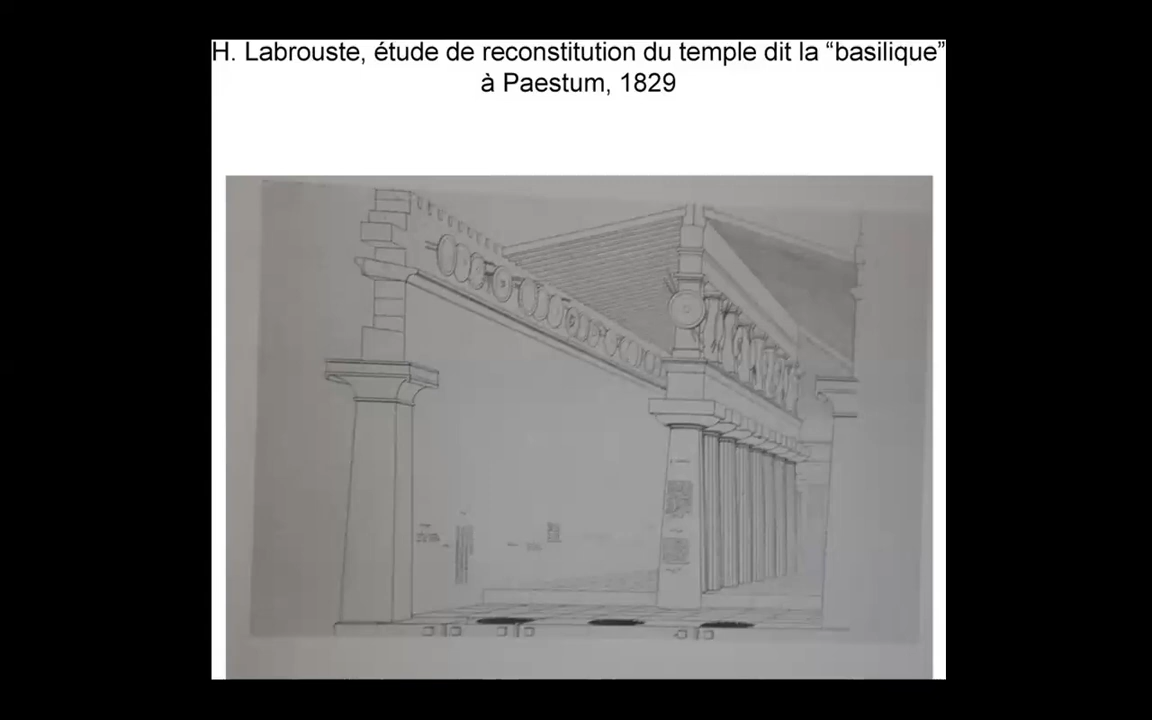 H. Labrouste, étude de reconstitution du temple dit la “basilique”
à Paestum, 1829